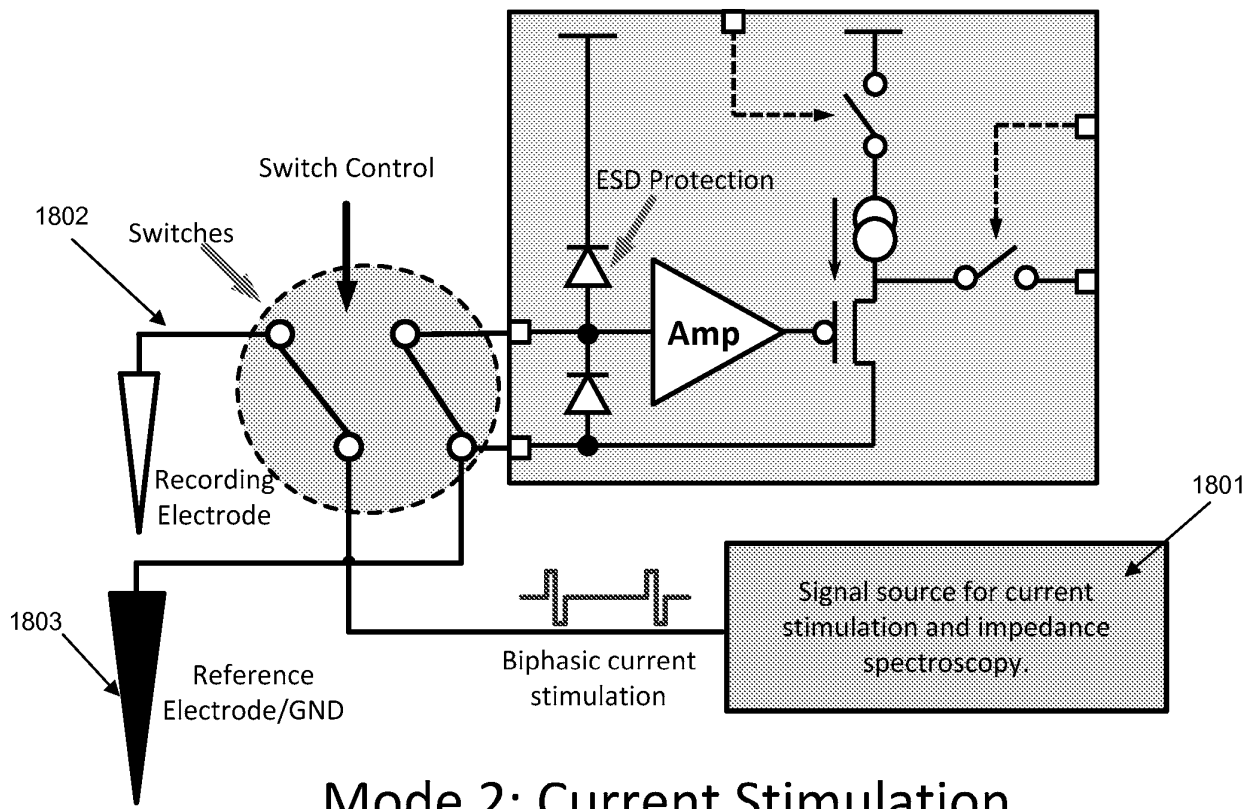 Switch Control
1802
Switches
ESD Protection
Amp
Recording
Electrode
1801
Signal source for current
stimulation and impedance
spectroscopy.
Biphasic current
stimulation
1803
Reference
Electrode/GND
Mode 2: Current Stimulation